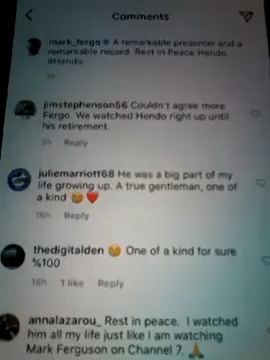 Comments
mark_fergo A remarkable presenter and a
remarkable record. Rest in Peace Hendo.
#Hendo.
jimstephenson56 Couldn't agree more
Fergo. We watched Hendo right up until
his retirement.
3h Reply
juliemarriott68 He was a big part of my
life growing up. A true gentleman, one of
a kind 😢❤️
16h Reply
thedigitalden 😢 One of a kind for sure
%100
18h 1 like Reply
annalazarou_ Rest in peace. I watched
him all my life just like I am watching
Mark Ferguson on Channel 7. 🙏